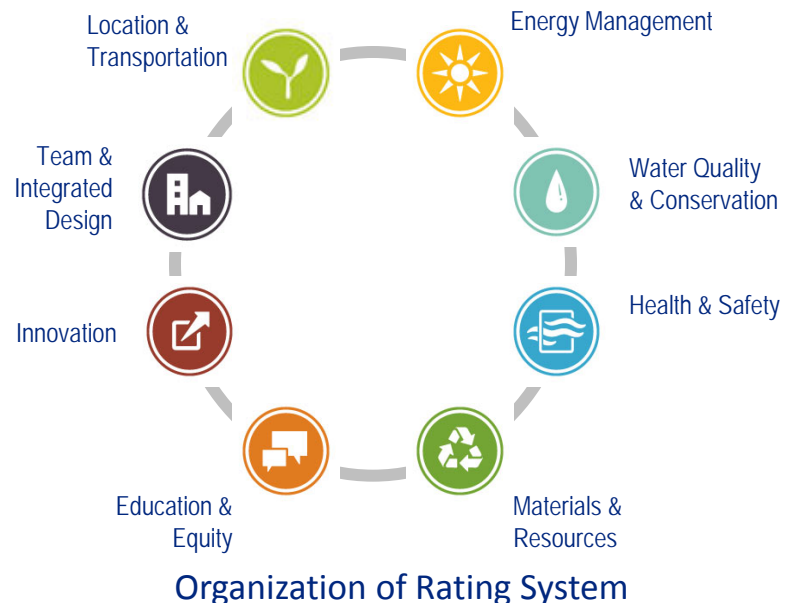 Location &
Transportation
Energy Management
Team &
Integrated
Design
Water Quality
& Conservation
Innovation
Health & Safety
Education &
Equity
Materials &
Resources
Organization of Rating System